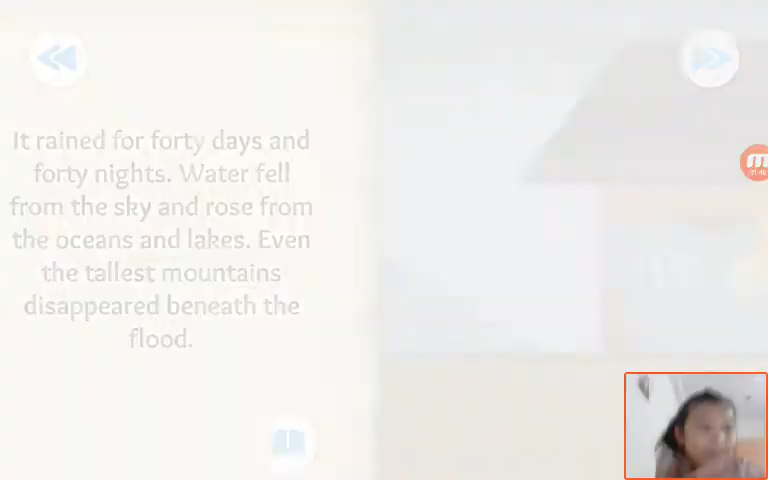 It rained for forty days and
forty nights. Water fell
from the sky and rose from
the oceans and lakes. Even
the tallest mountains
disappeared beneath the
flood.